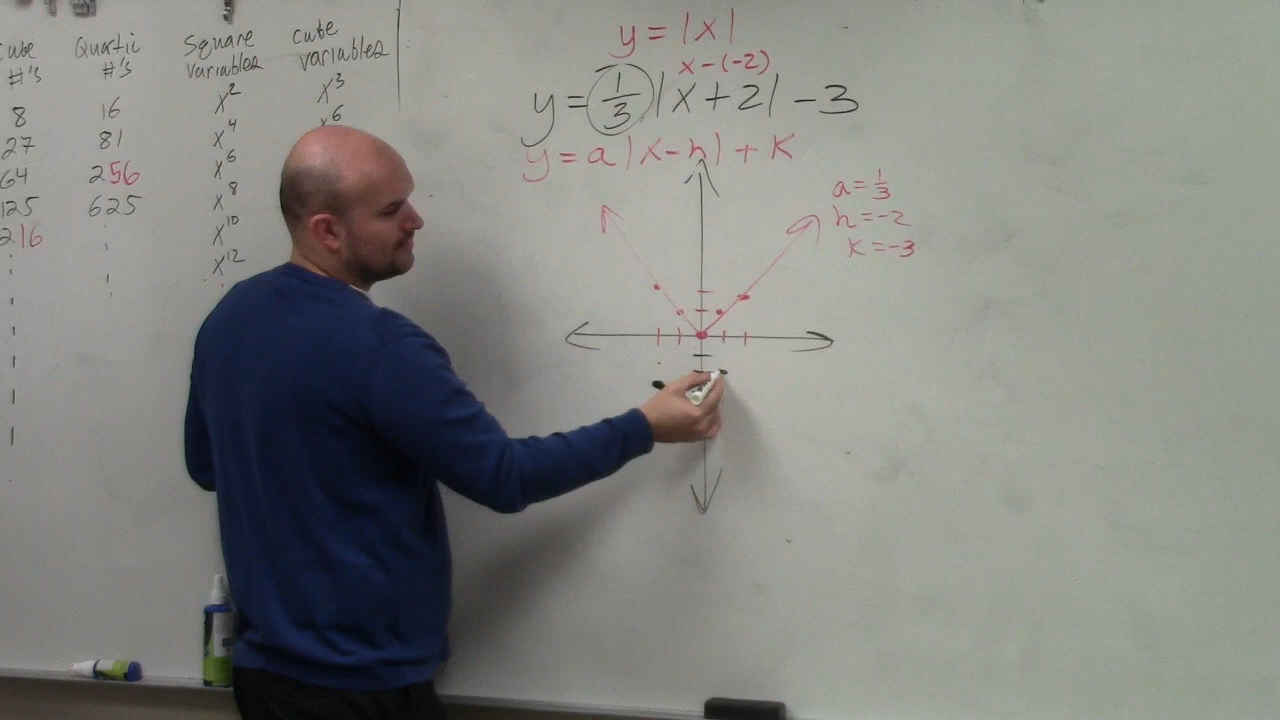 cube Quartic Square cube
#'s #'s variables variables
8 16 x² x³
27 81 x⁴ x⁶
64 256 x⁶
125 625 x⁸
216 x¹⁰
x¹²
y = |x|
x-(-2)
y = 1/3 |x+2| -3
y = a |x-h| + k
a = 1/3
h = -2
k = -3